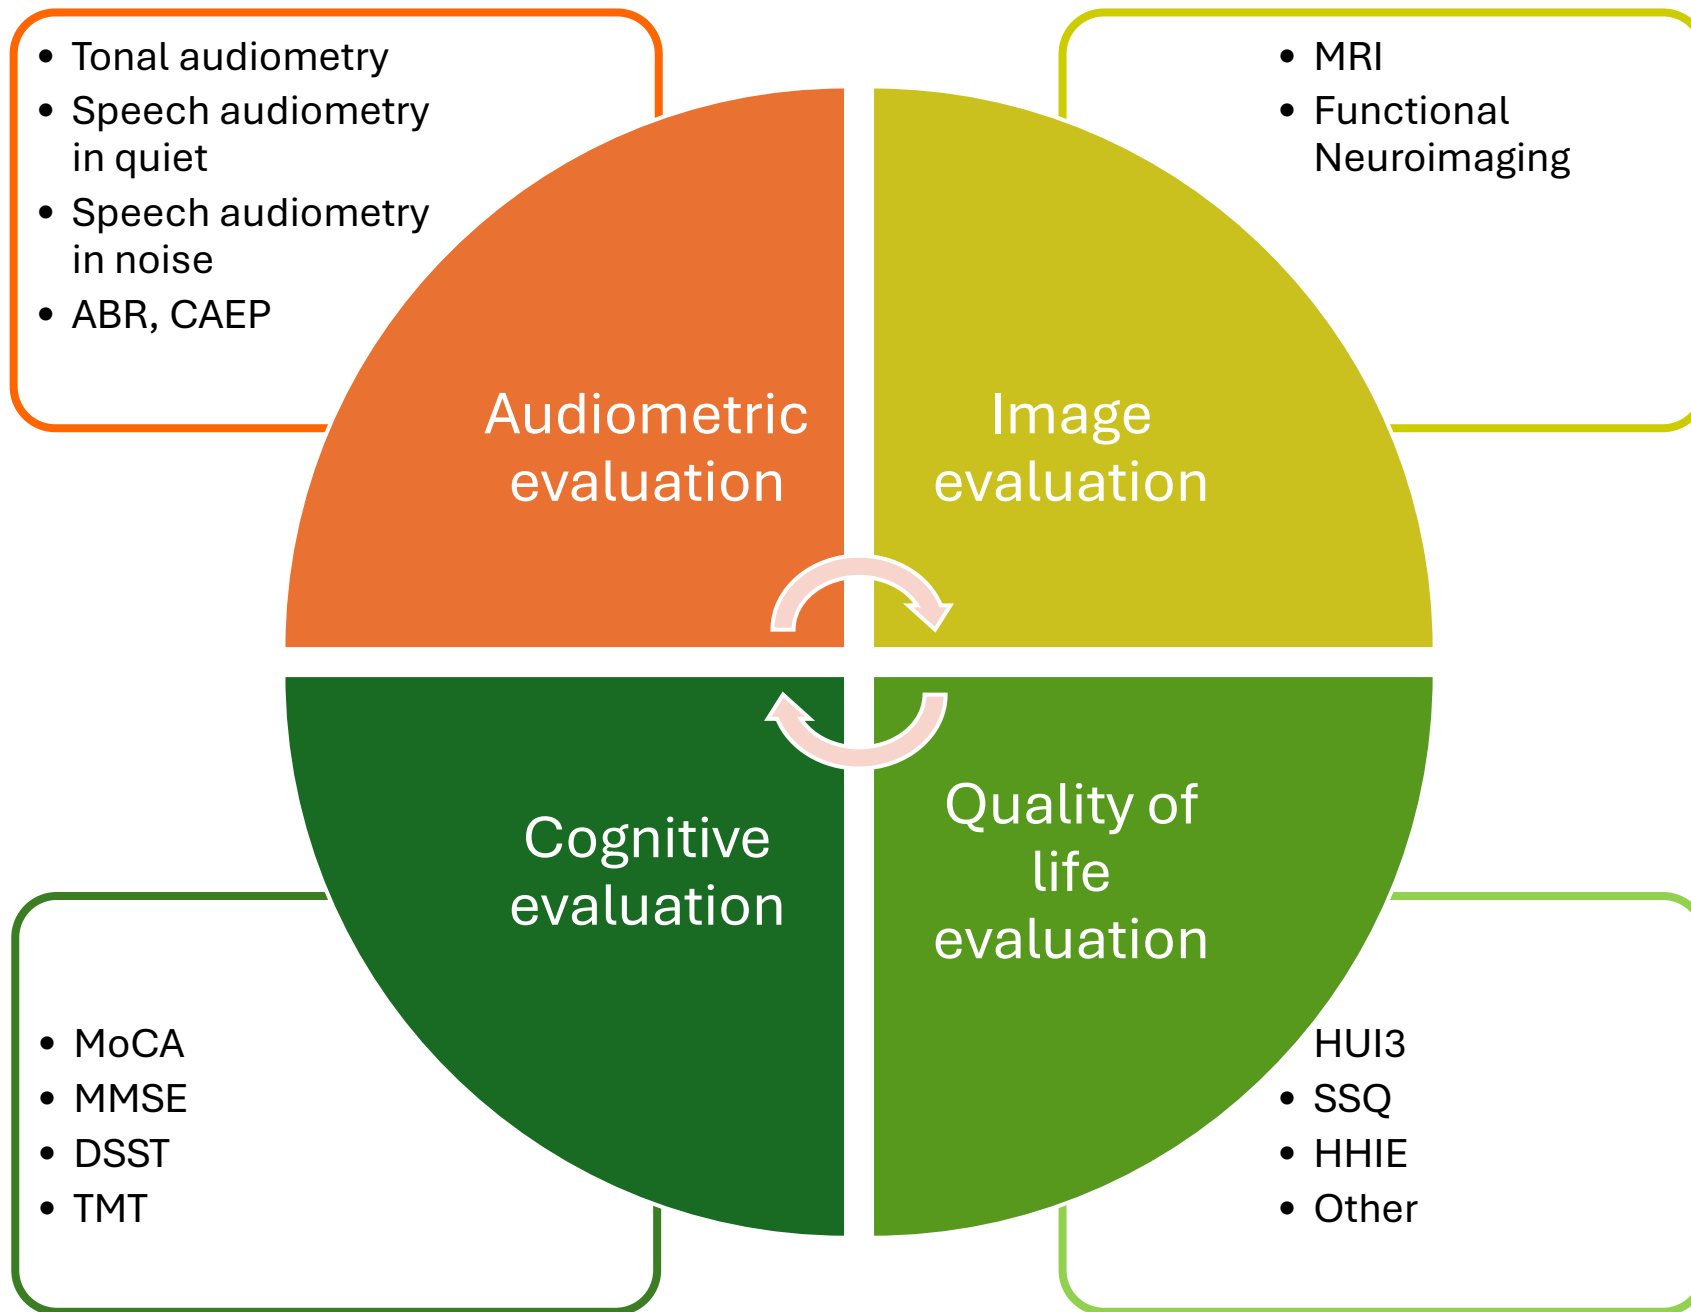 • Tonal audiometry
• Speech audiometry
in quiet
• Speech audiometry
in noise
• ABR, CAEP
• MRI
• Functional
Neuroimaging
Audiometric
evaluation
Image
evaluation
Cognitive
evaluation
Quality of
life
evaluation
• MoCA
• MMSE
• DSST
• TMT
HUI3
• SSQ
• HHIE
• Other